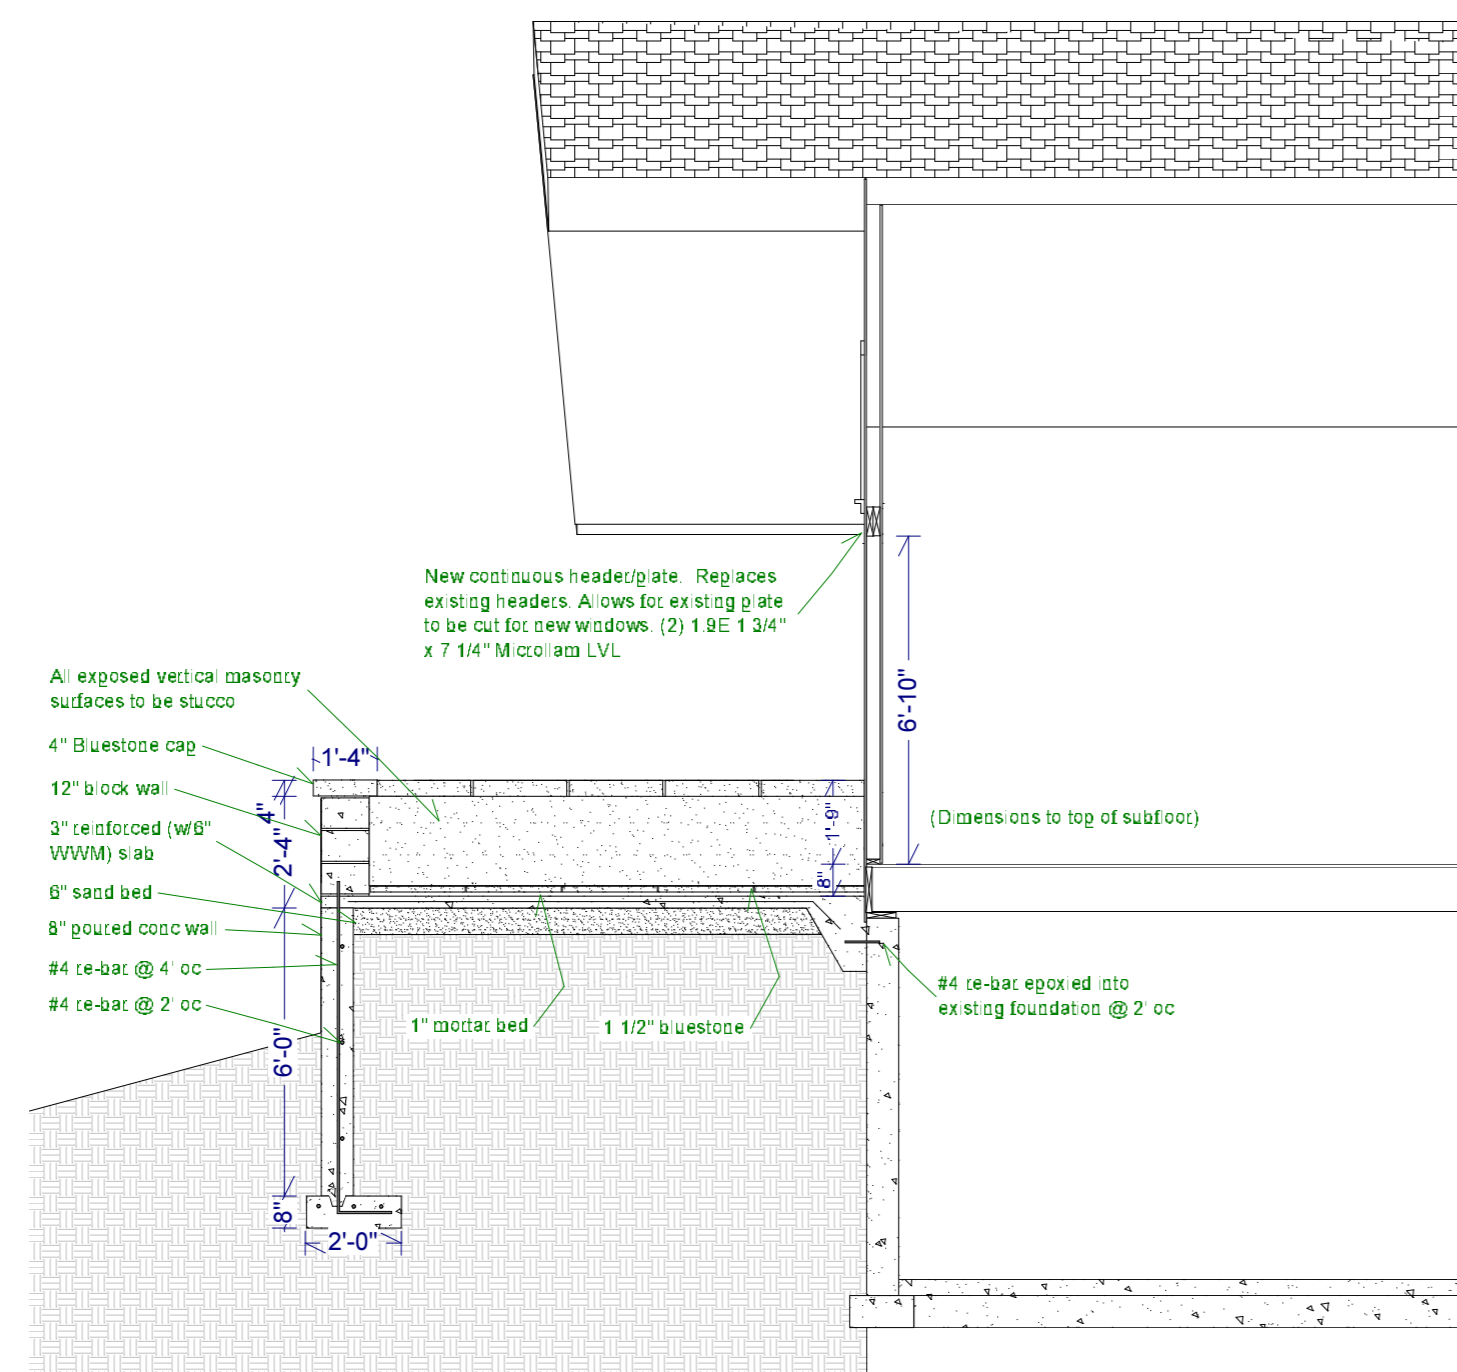 New continuous header/plate. Replaces
existing headers. Allows for existing plate
to be cut for new windows. (2) 1.9E 1 3/4"
x 7 1/4" Microllam LVL
All exposed vertical masonry
surfaces to be stucco
4" Bluestone cap
1'-4"
12" block wall
3" reinforced (w/6"
WWM) slab
6" sand bed
8" poured conc wall
#4 re-bar @ 4' oc
#4 re-bar @ 2' oc
4"
2'-4"
6'-0"
8"
2'-0"
1" mortar bed
1 1/2" bluestone
1'-9"
8"
6'-10"
(Dimensions to top of subfloor)
#4 re-bar epoxied into
existing foundation @ 2' oc